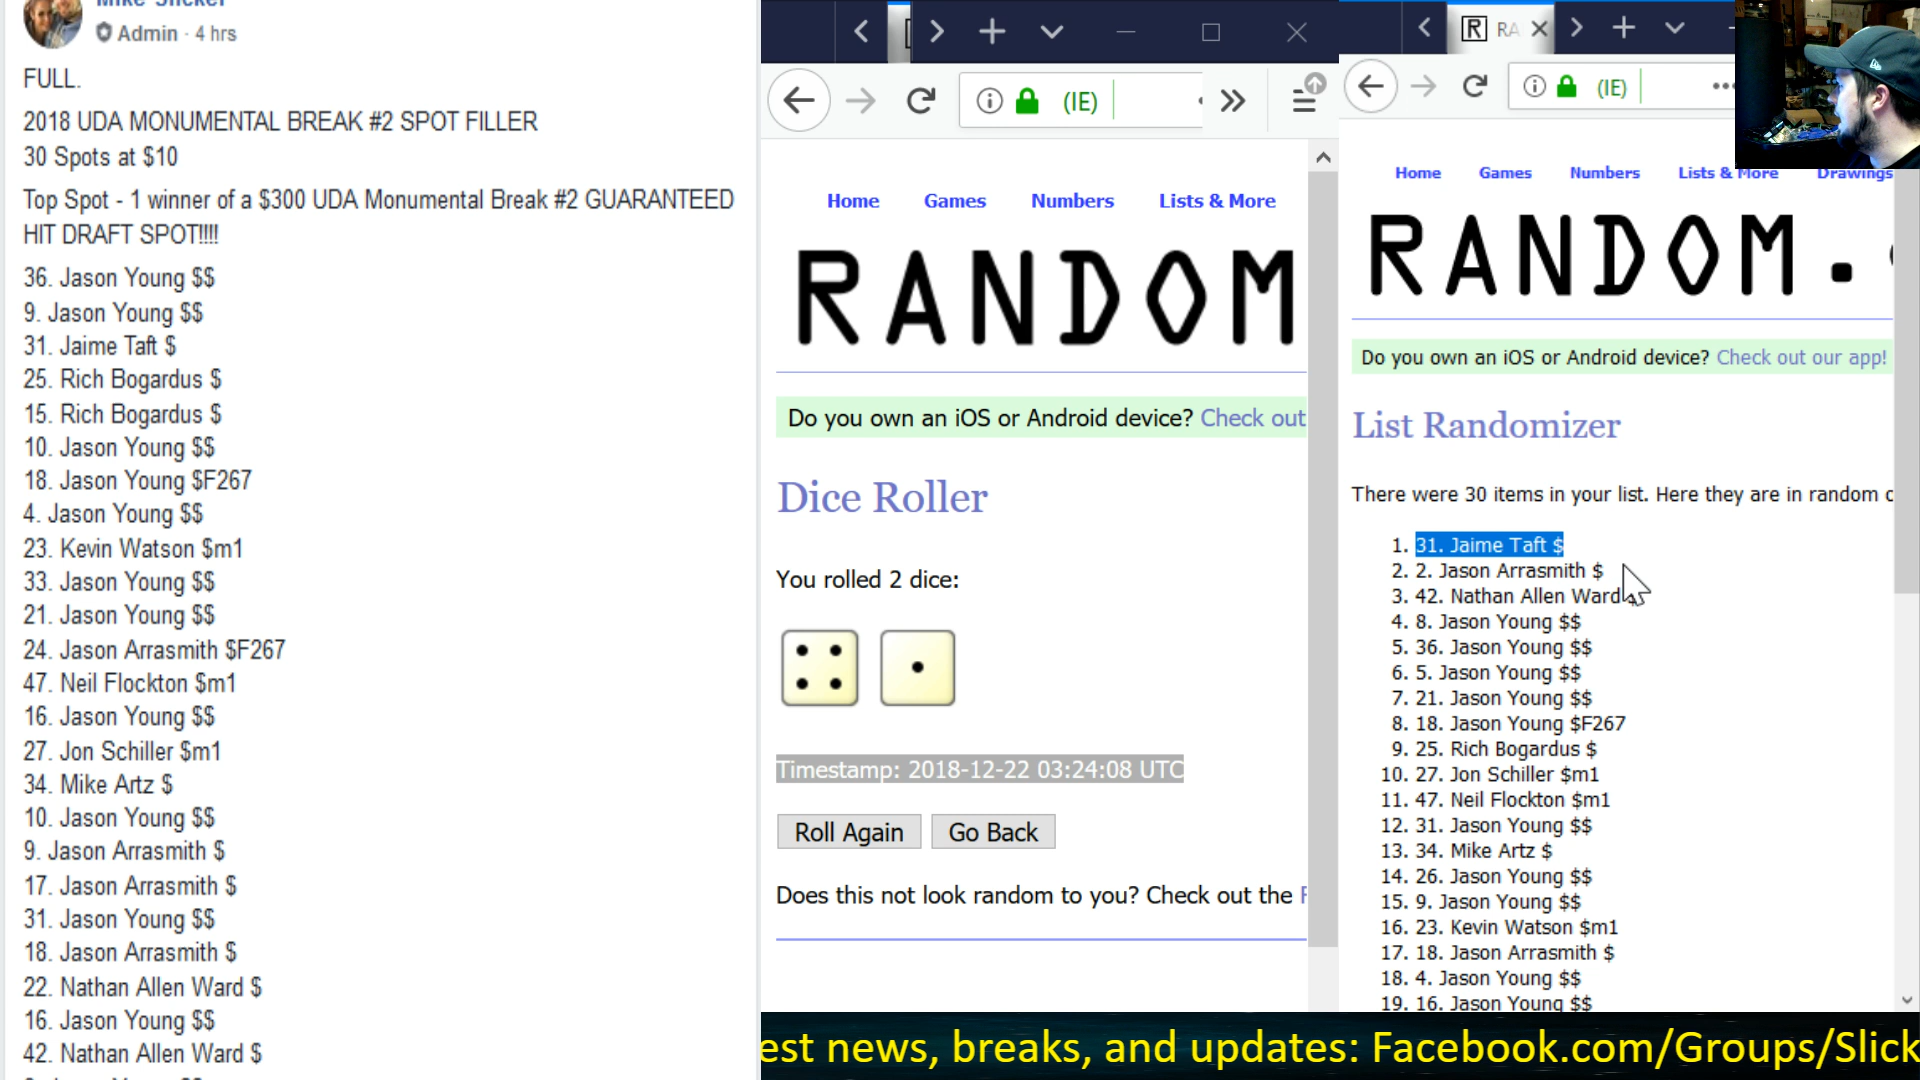 Mike Slicker
Admin · 4 hrs
FULL.
2018 UDA MONUMENTAL BREAK #2 SPOT FILLER
30 Spots at $10
Top Spot - 1 winner of a $300 UDA Monumental Break #2 GUARANTEED
HIT DRAFT SPOT!!!!
36. Jason Young $$
9. Jason Young $$
31. Jaime Taft $
25. Rich Bogardus $
15. Rich Bogardus $
10. Jason Young $$
18. Jason Young $F267
4. Jason Young $$
23. Kevin Watson $m1
33. Jason Young $$
21. Jason Young $$
24. Jason Arrasmith $F267
47. Neil Flockton $m1
16. Jason Young $$
27. Jon Schiller $m1
34. Mike Artz $
10. Jason Young $$
9. Jason Arrasmith $
17. Jason Arrasmith $
31. Jason Young $$
18. Jason Arrasmith $
22. Nathan Allen Ward $
16. Jason Young $$
42. Nathan Allen Ward $
(IE)
Home Games Numbers Lists & More
RANDOM
Do you own an iOS or Android device? Check out
Dice Roller
You rolled 2 dice:
Timestamp: 2018-12-22 03:24:08 UTC
Roll Again Go Back
Does this not look random to you? Check out the
R RA
(IE)
Home Games Numbers Lists & More Drawings
RANDOM.
Do you own an iOS or Android device? Check out our app!
List Randomizer
There were 30 items in your list. Here they are in random
1. 31. Jaime Taft $
2. 2. Jason Arrasmith $
3. 42. Nathan Allen Ward $
4. 8. Jason Young $$
5. 36. Jason Young $$
6. 5. Jason Young $$
7. 21. Jason Young $$
8. 18. Jason Young $F267
9. 25. Rich Bogardus $
10. 27. Jon Schiller $m1
11. 47. Neil Flockton $m1
12. 31. Jason Young $$
13. 34. Mike Artz $
14. 26. Jason Young $$
15. 9. Jason Young $$
16. 23. Kevin Watson $m1
17. 18. Jason Arrasmith $
18. 4. Jason Young $$
19. 16. Jason Young $$
est news, breaks, and updates: Facebook.com/Groups/Slick